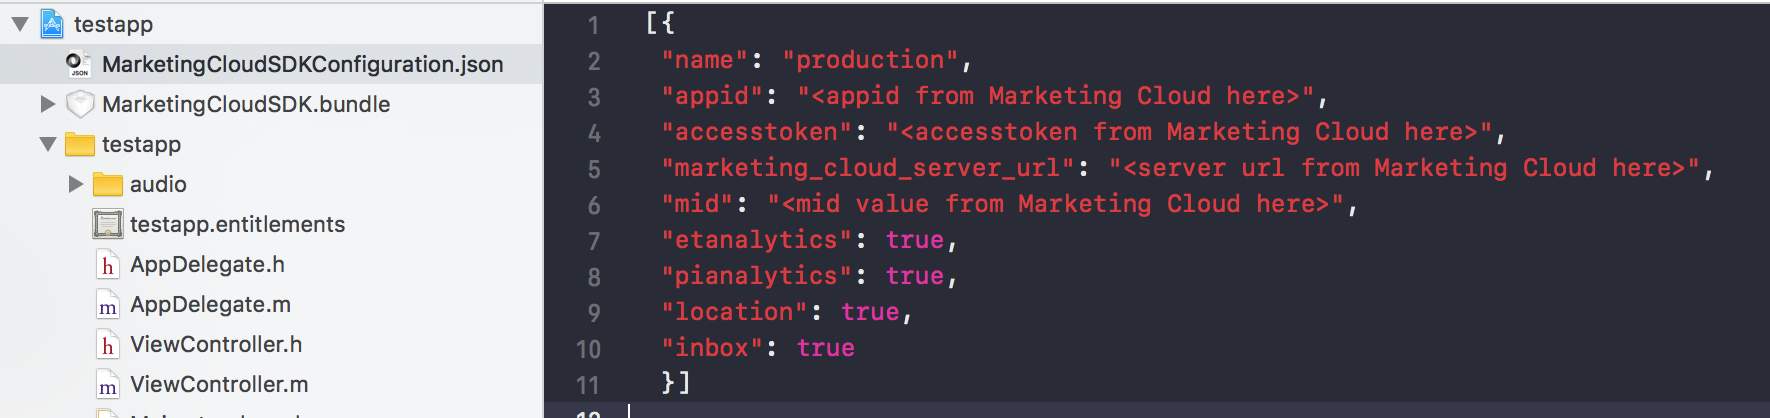 testapp
MarketingCloudSDKConfiguration.json
JSON
MarketingCloudSDK.bundle
testapp
audio
testapp.entitlements
h AppDelegate.h
m AppDelegate.m
h ViewController.h
m ViewController.m
1 [{
2 "name": "production",
3 "appid": "<appid from Marketing Cloud here>",
4 "accesstoken": "<accesstoken from Marketing Cloud here>",
5 "marketing_cloud_server_url": "<server url from Marketing Cloud here>",
6 "mid": "<mid value from Marketing Cloud here>",
7 "etanalytics": true,
8 "pianalytics": true,
9 "location": true,
10 "inbox": true
11 }]
12